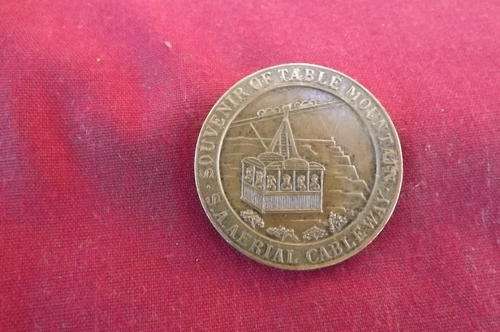 SOUVENIR OF TABLE MOUNTAIN
S.A. AERIAL CABLEWAY